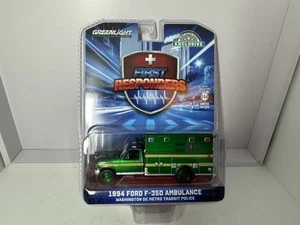 GREENLIGHT
EXCLUSIVE
FIRST
RESPONDERS
1994 FORD F-350 AMBULANCE
WASHINGTON DC METRO TRANSIT POLICE